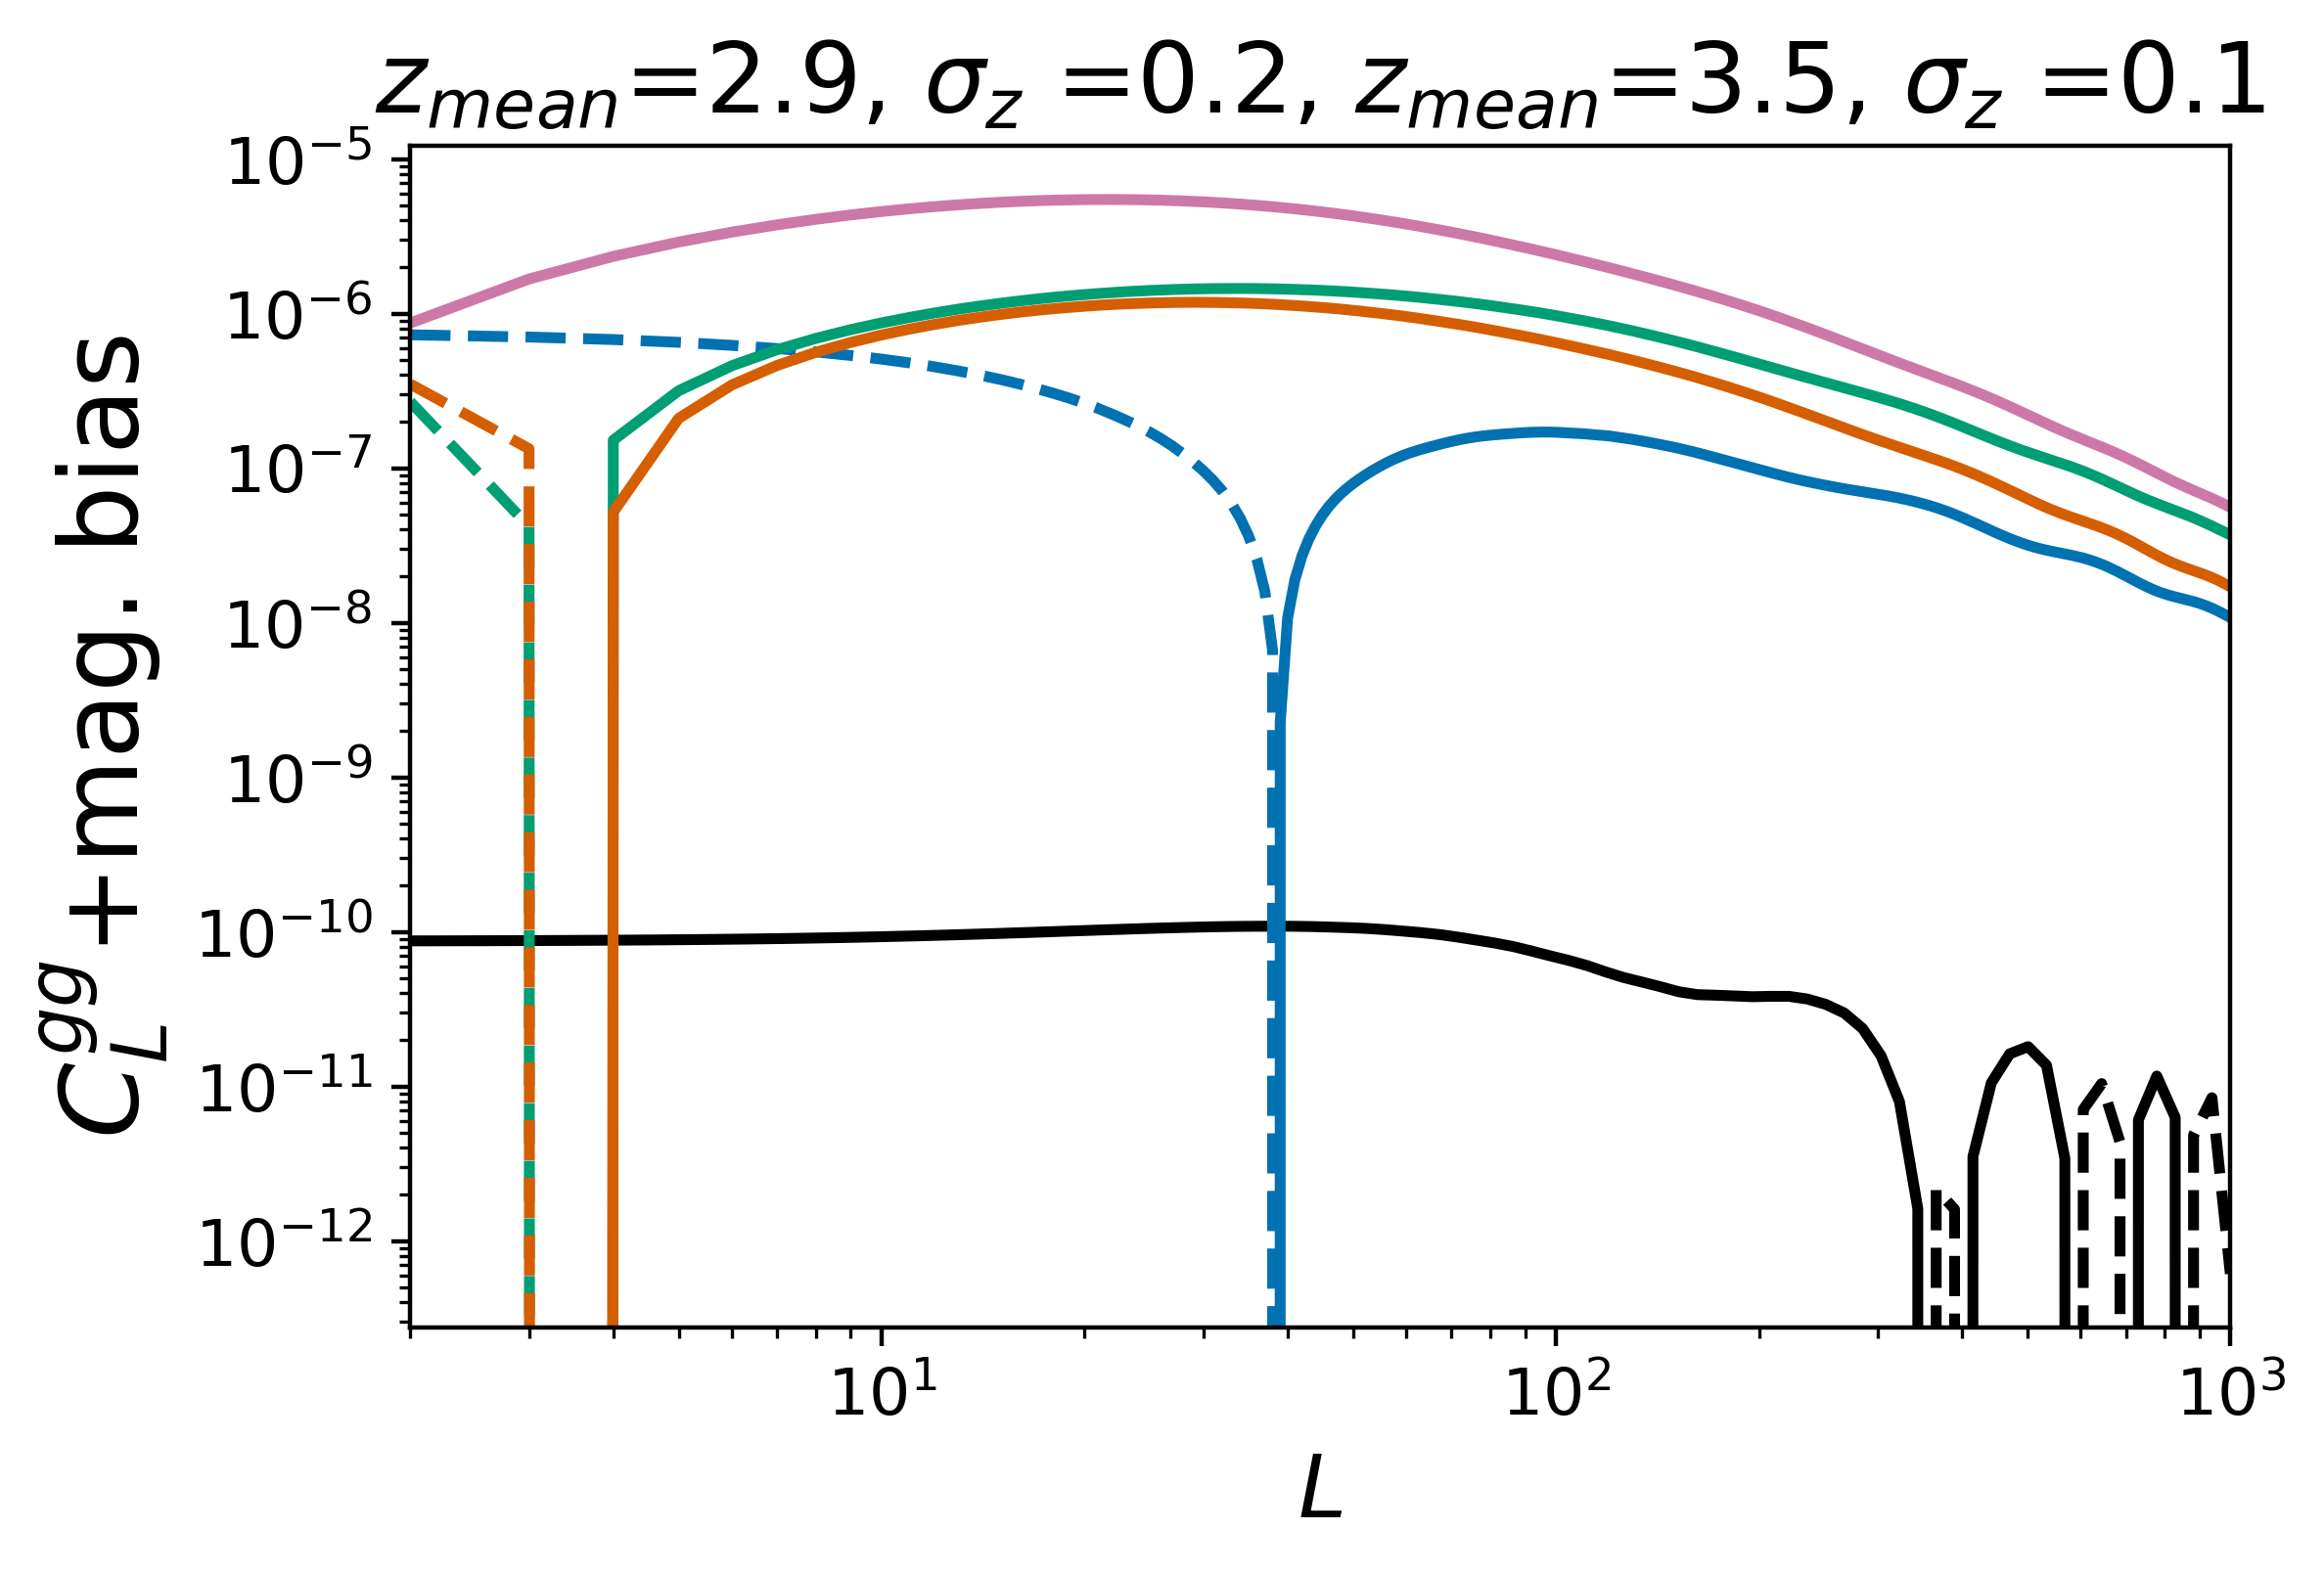 z_mean=2.9, σ_z =0.2, z_mean=3.5, σ_z =0.1
C_L^gg+mag. bias
10^−5
10^−6
10^−7
10^−8
10^−9
10^−10
10^−11
10^−12
10^1 10^2 10^3
L